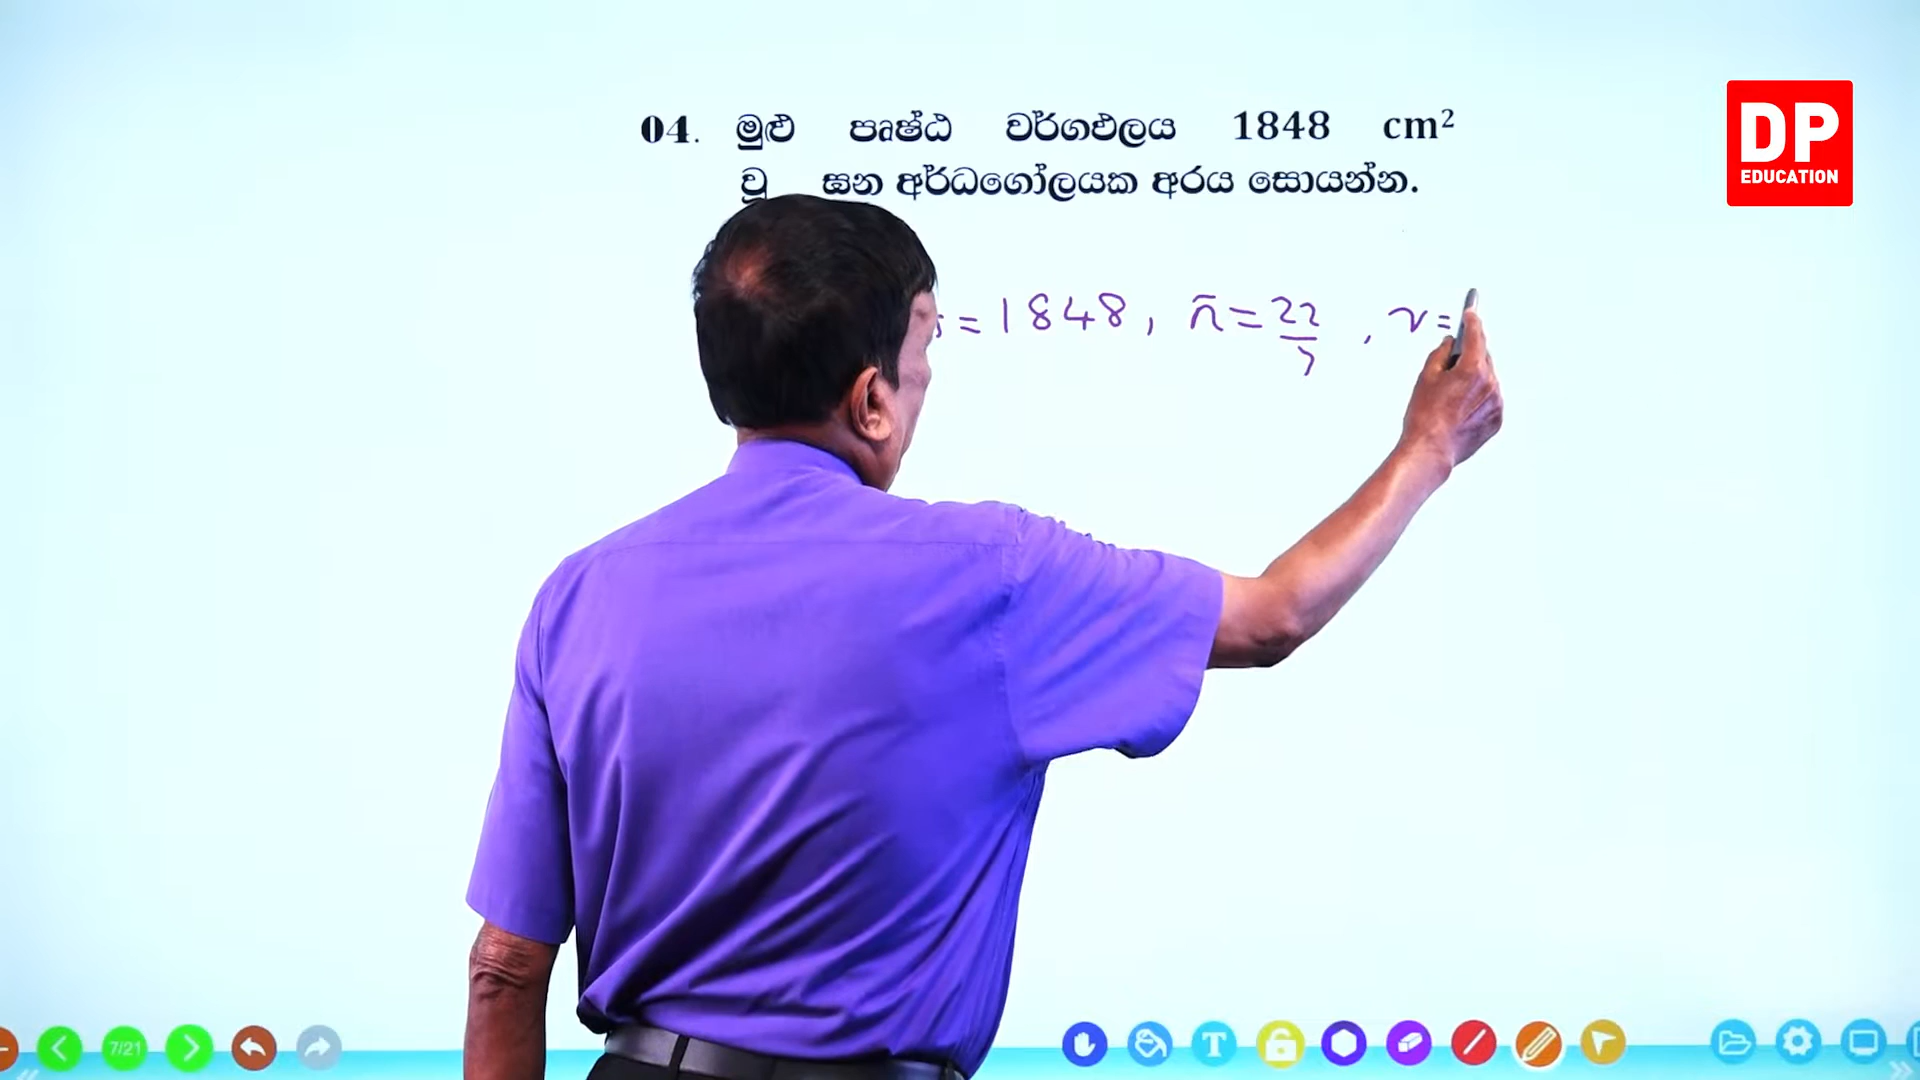 DP
EDUCATION
04. මුළු පෘෂ්ඨ වර්ගඵලය 1848 cm²
වූ ඝන අර්ධගෝලයක අරය සොයන්න.
= 1848, π = 22/7, r =
7/21
T